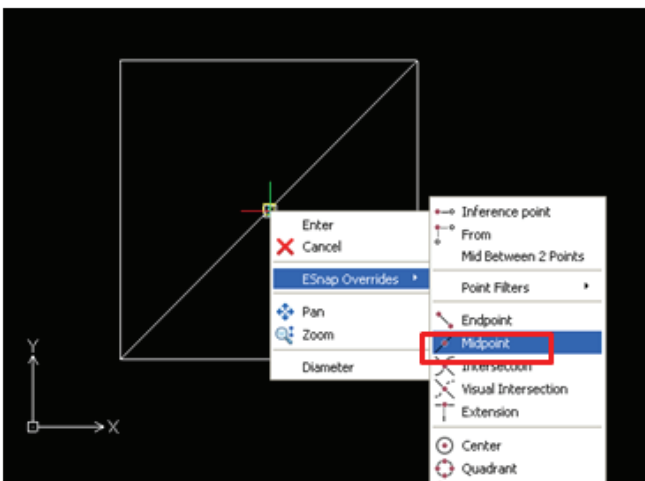 Enter
Cancel
ESnap Overrides
Pan
Zoom
Diameter
Inference point
From
Mid Between 2 Points
Point Filters
Endpoint
Midpoint
Intersection
Visual Intersection
Extension
Center
Quadrant
Y
X